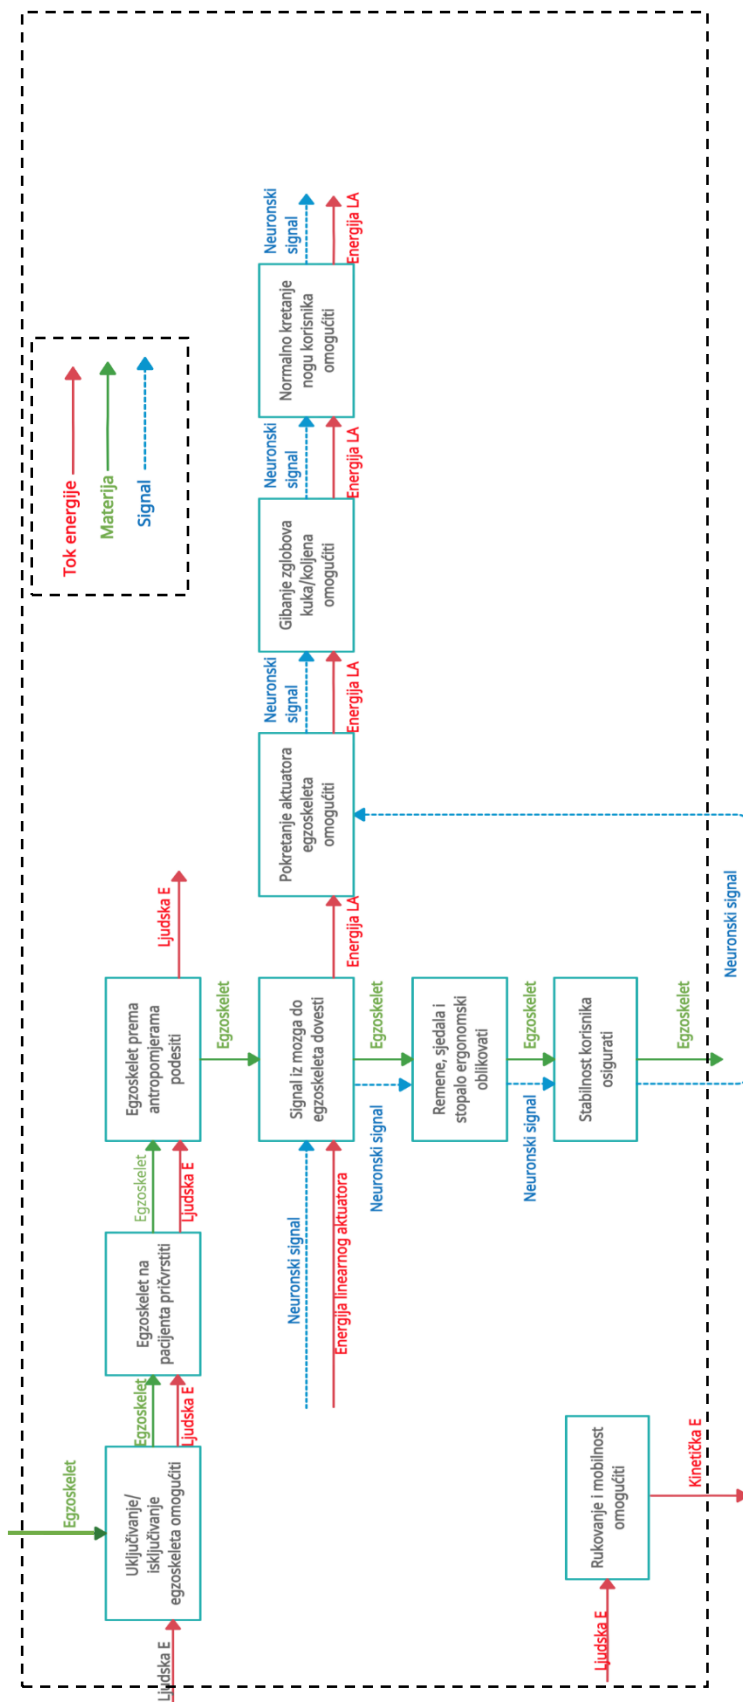 Tok energije
Materija
Signal
Egzoskelet
Ljudska E
Uključivanje/
isključivanje
egzoskeleta omogućiti
Egzoskelet
Ljudska E
Egzoskelet na
pacijenta pričvrstiti
Egzoskelet
Ljudska E
Egzoskelet prema
antropomjerama
podesiti
Ljudska E
Egzoskelet
Neuronski signal
Energija linearnog aktuatora
Signal iz mozga do
egzoskeleta dovesti
Energija LA
Pokretanje aktuatora
egzoskeleta
omogućiti
Neuronski
signal
Energija LA
Gibanje zglobova
kuka/koljena
omogućiti
Neuronski
signal
Energija LA
Normalno kretanje
nogu korisnika
omogućiti
Neuronski
signal
Energija LA
Egzoskelet
Neuronski signal
Remene, sjedala i
stopalo ergonomski
oblikovati
Egzoskelet
Neuronski signal
Stabilnost korisnika
osigurati
Egzoskelet
Neuronski signal
Ljudska E
Rukovanje i mobilnost
omogućiti
Kinetička E